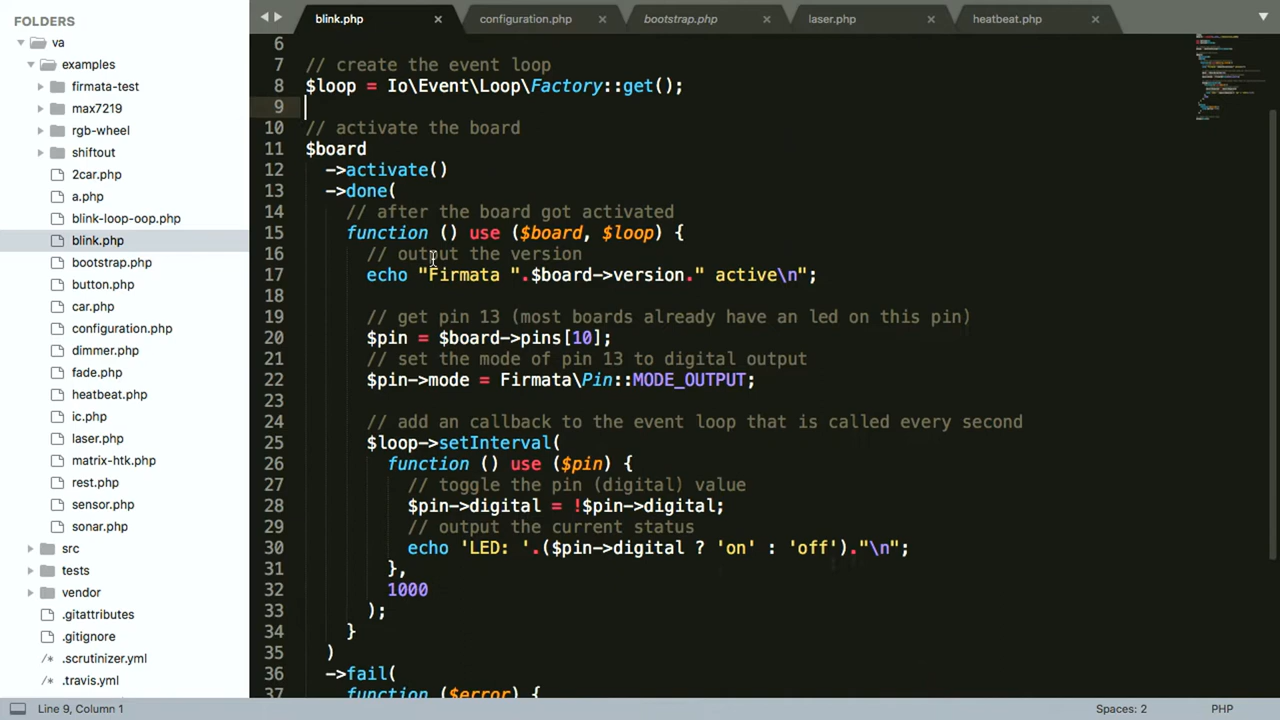 FOLDERS
va
examples
firmata-test
max7219
rgb-wheel
shiftout
2car.php
a.php
blink-loop-oop.php
blink.php
bootstrap.php
button.php
car.php
configuration.php
dimmer.php
fade.php
heatbeat.php
ic.php
laser.php
matrix-htk.php
rest.php
sensor.php
sonar.php
src
tests
vendor
.gitattributes
.gitignore
.scrutinizer.yml
.travis.yml
blink.php × configuration.php × bootstrap.php × laser.php × heatbeat.php ×
6
7 // create the event loop
8 $loop = Io\Event\Loop\Factory::get();
9
10 // activate the board
11 $board
12 ->activate()
13 ->done(
14 // after the board got activated
15 function () use ($board, $loop) {
16 // output the version
17 echo "Firmata ".$board->version." active\n";
18
19 // get pin 13 (most boards already have an led on this pin)
20 $pin = $board->pins[10];
21 // set the mode of pin 13 to digital output
22 $pin->mode = Firmata\Pin::MODE_OUTPUT;
23
24 // add an callback to the event loop that is called every second
25 $loop->setInterval(
26 function () use ($pin) {
27 // toggle the pin (digital) value
28 $pin->digital = !$pin->digital;
29 // output the current status
30 echo 'LED: '.($pin->digital ? 'on' : 'off')."\n";
31 },
32 1000
33 );
34 }
35 )
36 ->fail(
37 function ($error) {
Line 9, Column 1
Spaces: 2
PHP